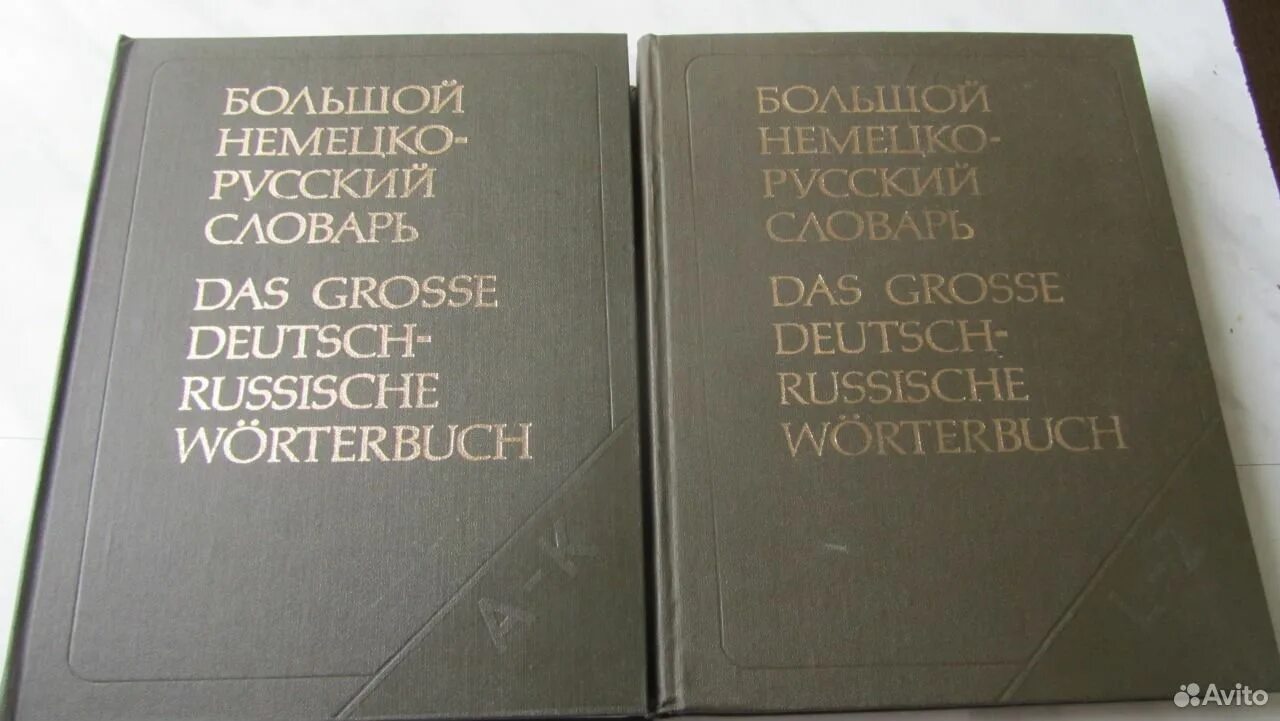 БОЛЬШОЙ
НЕМЕЦКО-
РУССКИЙ
СЛОВАРЬ
DAS GROSSE
DEUTSCH-
RUSSISCHE
WÖRTERBUCH
A-K
БОЛЬШОЙ
НЕМЕЦКО-
РУССКИЙ
СЛОВАРЬ
DAS GROSSE
DEUTSCH-
RUSSISCHE
WÖRTERBUCH
L-Z
Avito